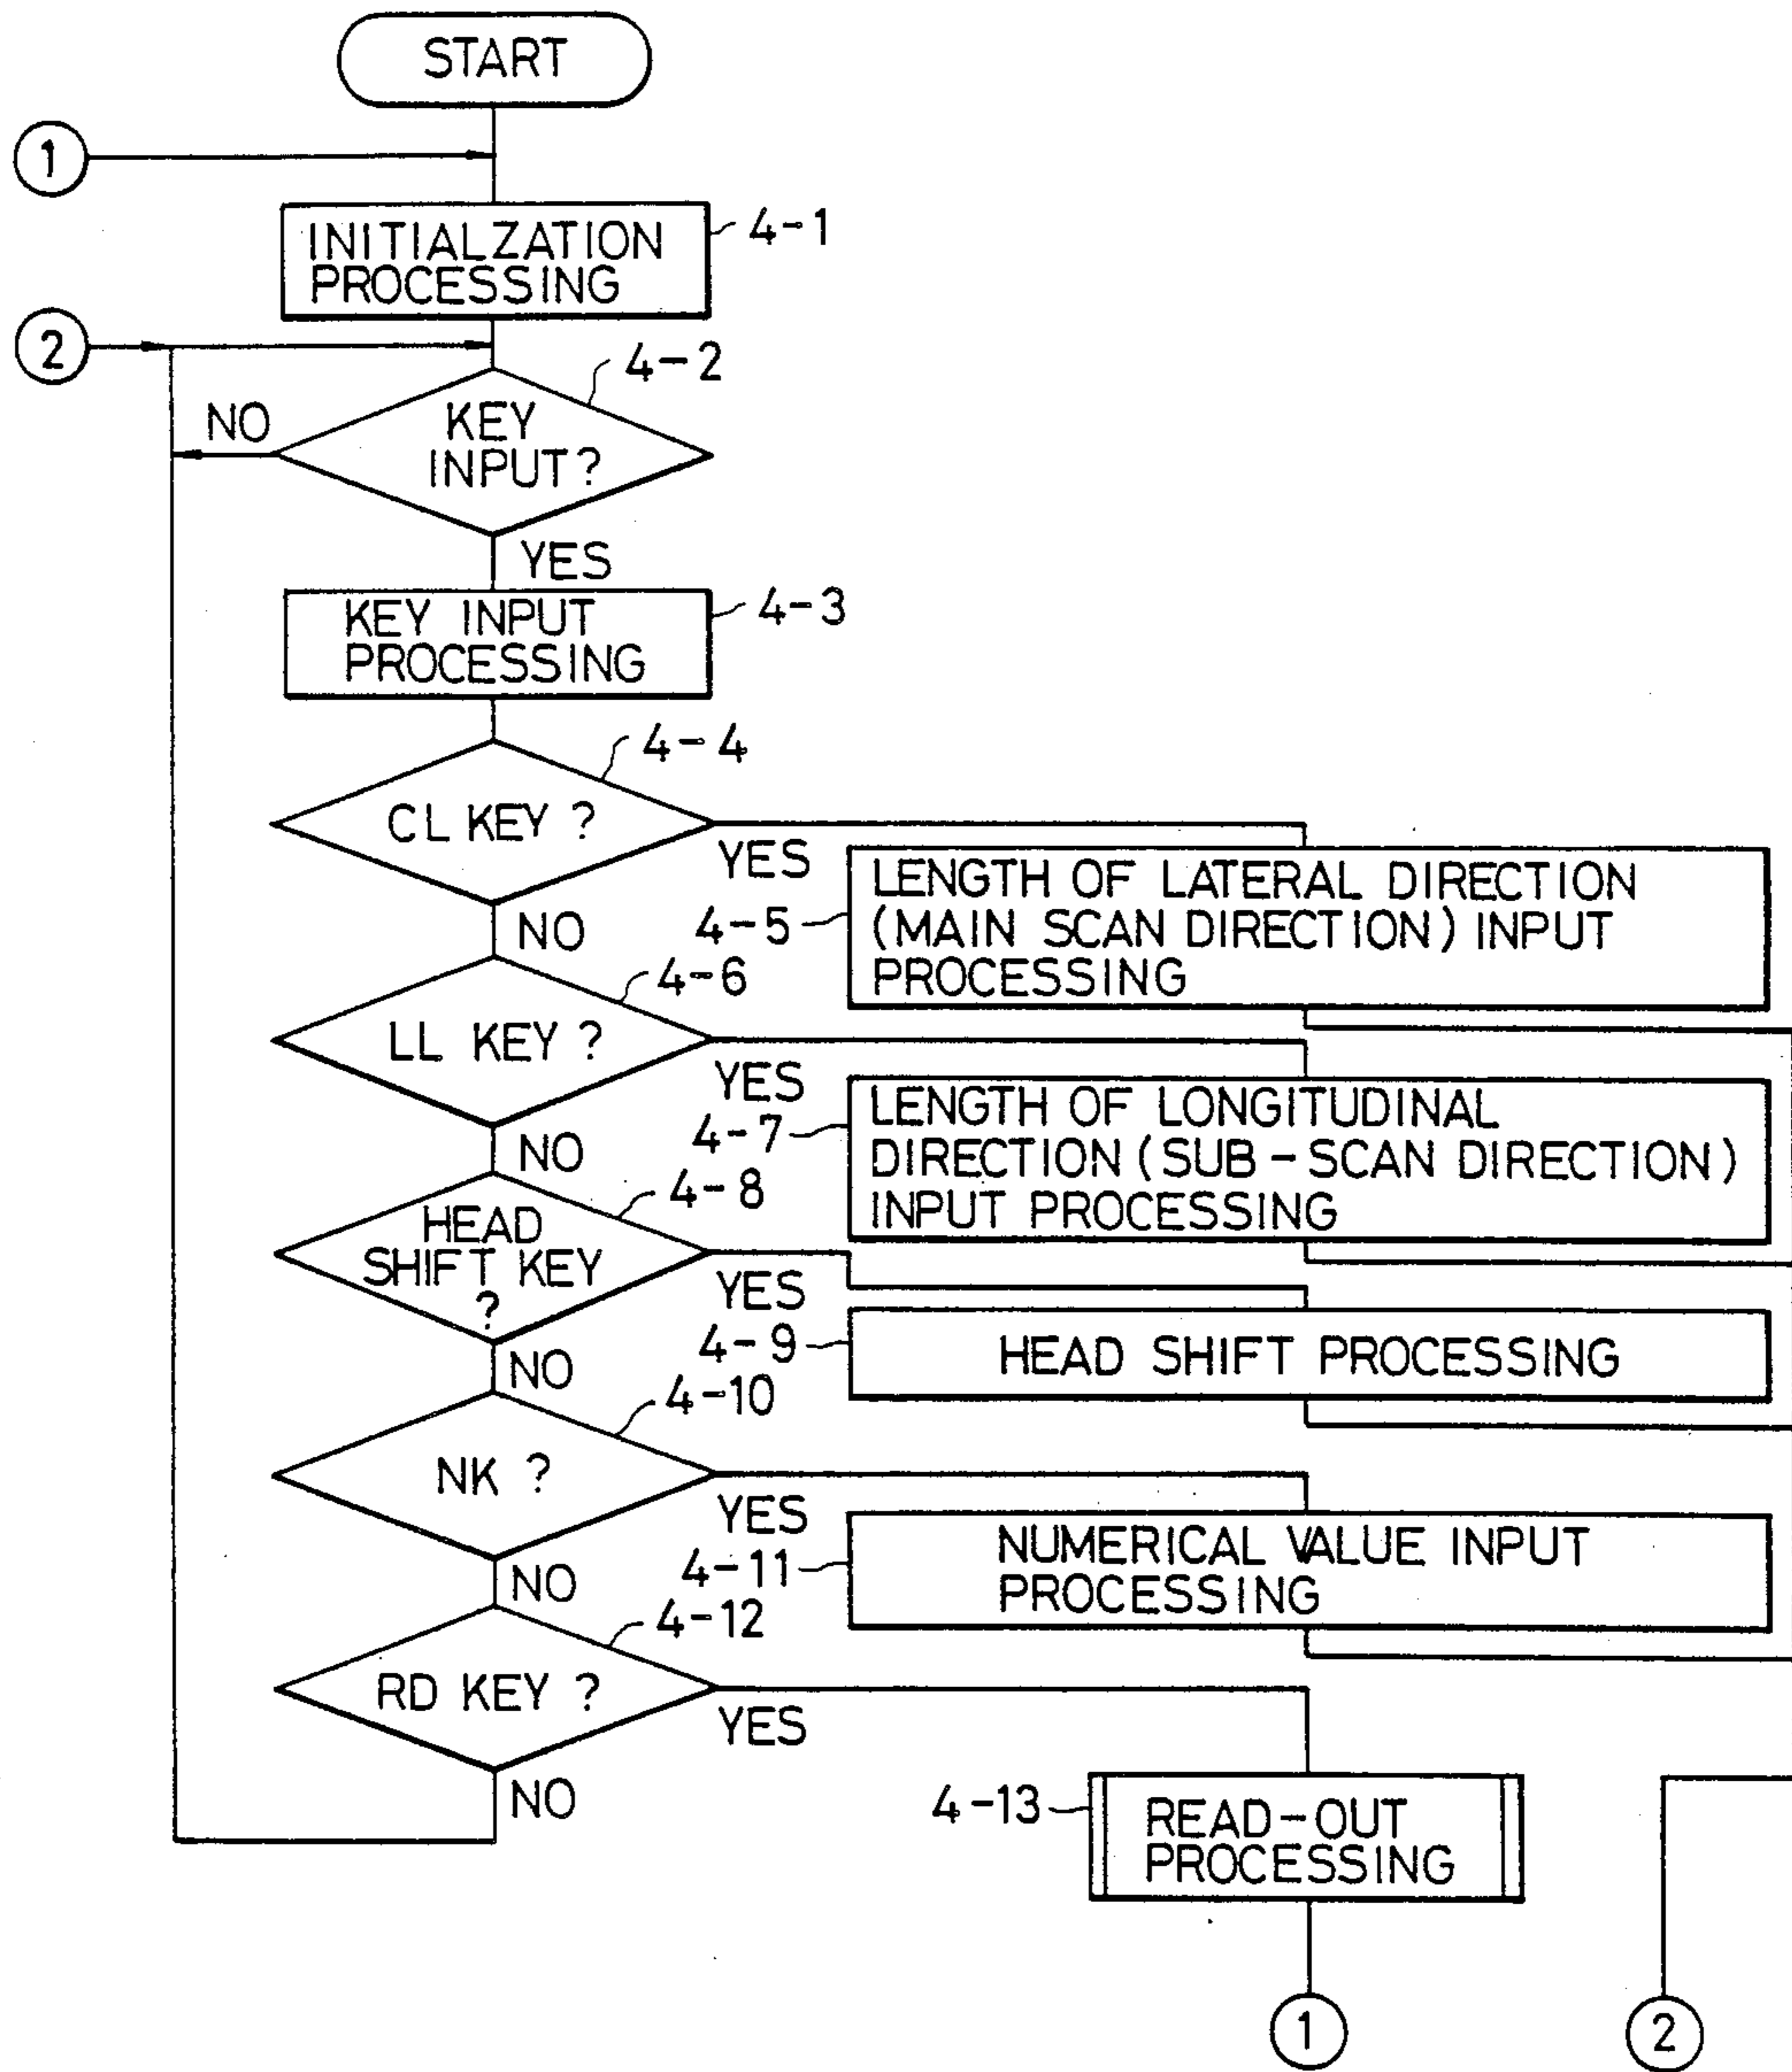 START
1
INITIALZATION
PROCESSING
4-1
2
4-2
NO
KEY
INPUT?
YES
KEY INPUT
PROCESSING
4-3
4-4
CL KEY ?
YES
NO
4-5
LENGTH OF LATERAL DIRECTION
(MAIN SCAN DIRECTION) INPUT
PROCESSING
4-6
LL KEY ?
YES
NO
4-7
LENGTH OF LONGITUDINAL
DIRECTION (SUB-SCAN DIRECTION)
INPUT PROCESSING
4-8
HEAD
SHIFT KEY
?
YES
NO
4-9
HEAD SHIFT PROCESSING
4-10
NK ?
YES
NO
4-11
NUMERICAL VALUE INPUT
PROCESSING
4-12
RD KEY ?
YES
NO
4-13
READ-OUT
PROCESSING
1
2